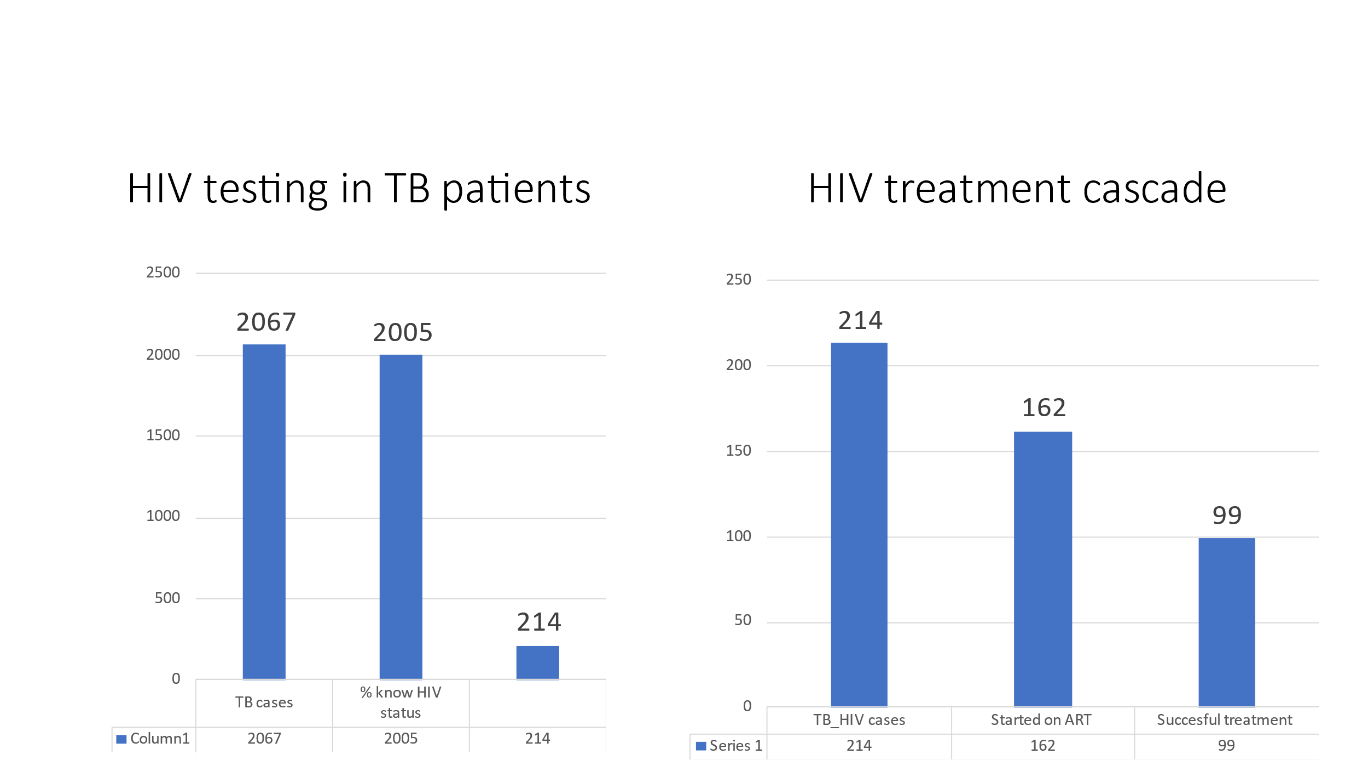 HIV testing in TB patients
2500
2000
1500
1000
500
0
2067
2005
214
TB cases
% know HIV
status
Column1
2067
2005
214
HIV treatment cascade
250
200
150
100
50
0
214
162
99
TB_HIV cases
Started on ART
Succesful treatment
Series 1
214
162
99